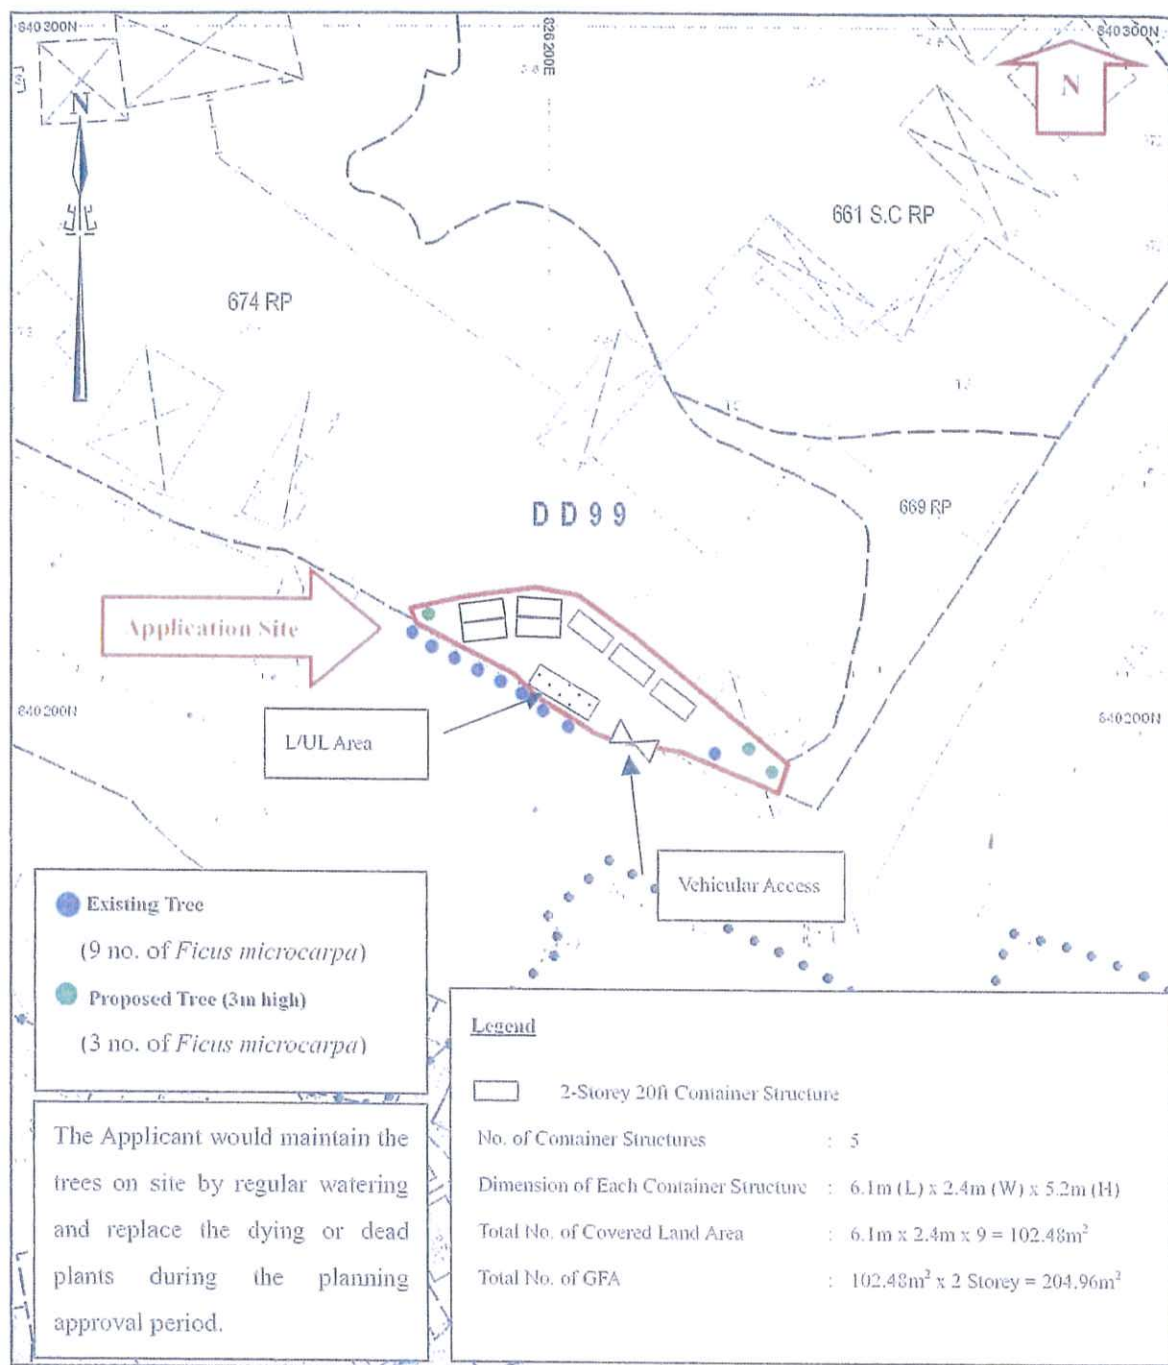 840300N
826200E
840300N
N
N
661 S.C RP
674 RP
669 RP
DD99
Application Site
840200N
840200N
L/UL Area
Vehicular Access
Existing Tree
(9 no. of Ficus microcarpa)
Proposed Tree (3m high)
(3 no. of Ficus microcarpa)
The Applicant would maintain the
trees on site by regular watering
and replace the dying or dead
plants during the planning
approval period.
Legend
2-Storey 20ft Container Structure
No. of Container Structures : 5
Dimension of Each Container Structure : 6.1m (L) x 2.4m (W) x 5.2m (H)
Total No. of Covered Land Area : 6.1m x 2.4m x 9 = 102.48m²
Total No. of GFA : 102.48m² x 2 Storey = 204.96m²